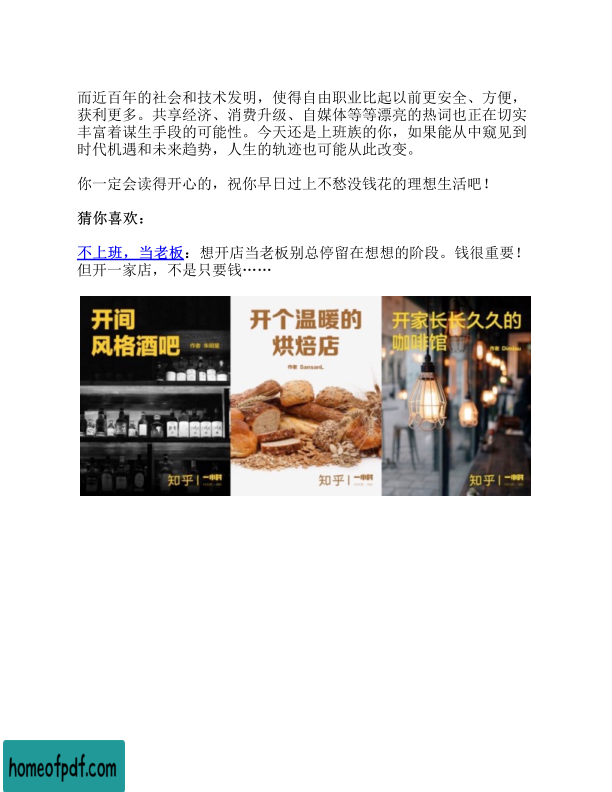 而近百年的社会和技术发明，使得自由职业比起以前更安全、方便，
获利更多。共享经济、消费升级、自媒体等等漂亮的热词也正在切实
丰富着谋生手段的可能性。今天还是上班族的你，如果能从中窥见到
时代机遇和未来趋势，人生的轨迹也可能从此改变。
你一定会读得开心的，祝你早日过上不愁没钱花的理想生活吧！
猜你喜欢：
不上班，当老板：想开店当老板别总停留在想想的阶段。钱很重要！
但开一家店，不是只要钱……
开间
风格酒吧
知乎 | 一小时
开个温暖的
烘焙店
作者 SansanL
知乎 | 一小时
开家长长久久的
咖啡馆
知乎 | 一小时
homeofpdf.com